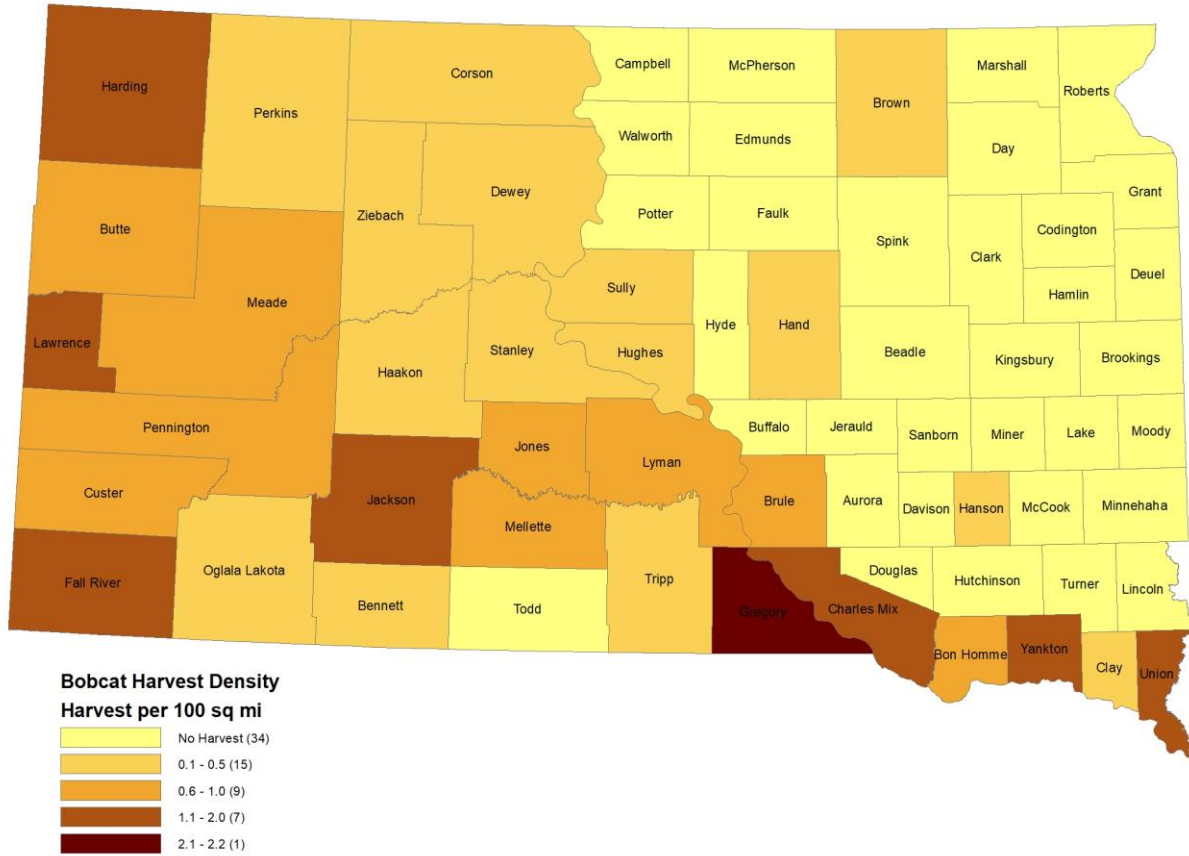 Harding
Perkins
Corson
Campbell
McPherson
Brown
Marshall
Roberts
Walworth
Edmunds
Day
Butte
Ziebach
Dewey
Potter
Faulk
Spink
Clark
Codington
Grant
Meade
Sully
Hyde
Hand
Hamlin
Deuel
Lawrence
Haakon
Stanley
Hughes
Beadle
Kingsbury
Brookings
Pennington
Jones
Lyman
Buffalo
Jerauld
Sanborn
Miner
Lake
Moody
Custer
Jackson
Mellette
Brule
Aurora
Davison
Hanson
McCook
Minnehaha
Fall River
Oglala Lakota
Bennett
Todd
Tripp
Gregory
Charles Mix
Douglas
Hutchinson
Turner
Lincoln
Bon Homme
Yankton
Clay
Union
Bobcat Harvest Density
Harvest per 100 sq mi
No Harvest (34)
0.1 - 0.5 (15)
0.6 - 1.0 (9)
1.1 - 2.0 (7)
2.1 - 2.2 (1)